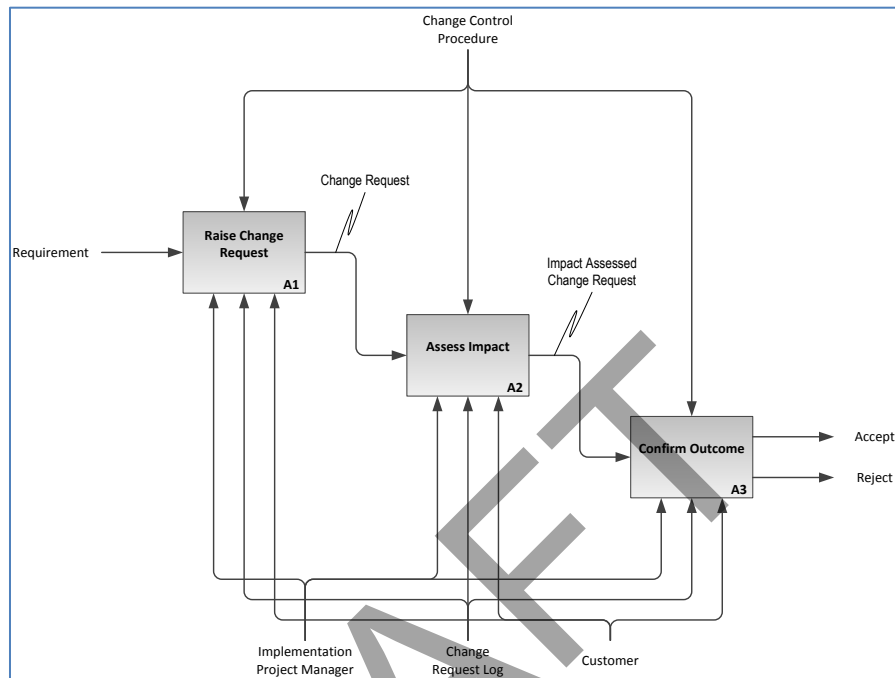 Change Control
Procedure
Change Request
Raise Change
Request
Requirement
A1
Impact Assessed
Change Request
Assess Impact
A2
Confirm Outcome
Accept
Reject
A3
Implementation
Project Manager
Change
Request Log
Customer